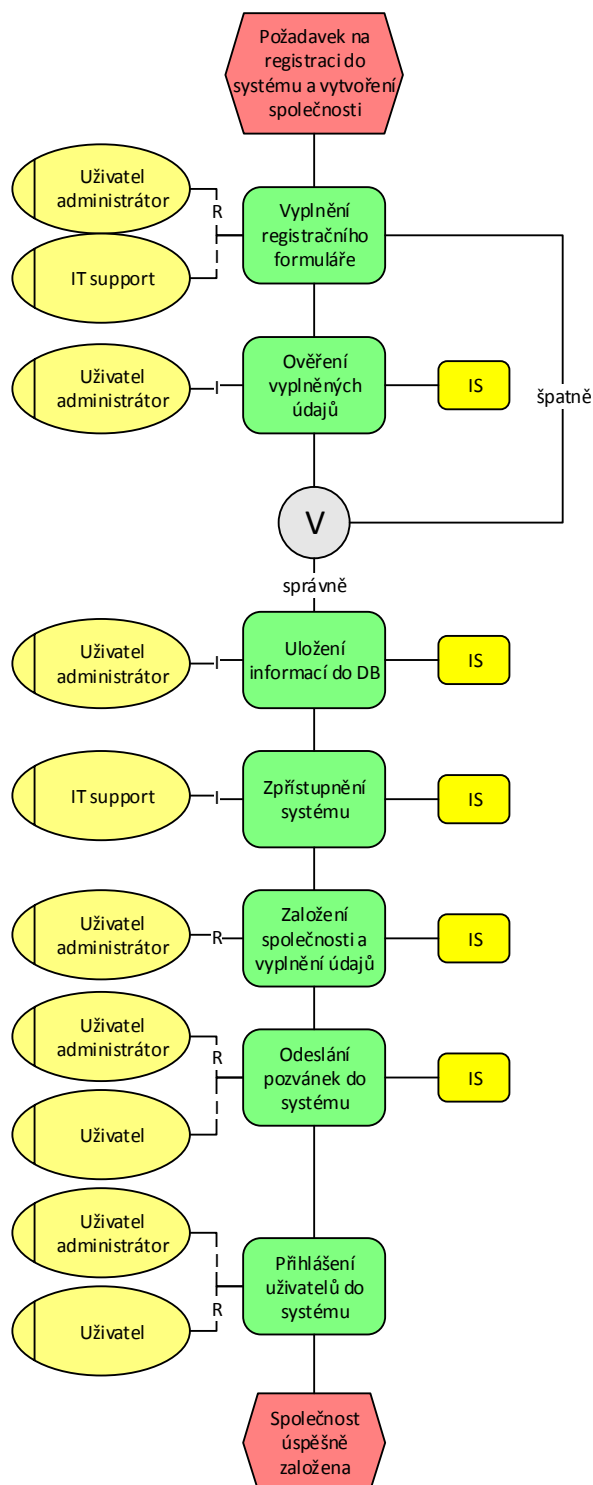 Požadavek na
registraci do
systému a vytvoření
společnosti
Uživatel
administrátor
R
IT support
Vyplnění
registračního
formuláře
Uživatel
administrátor
I
Ověření
vyplněných
údajů
IS
špatně
V
správně
Uživatel
administrátor
I
Uložení
informací do DB
IS
IT support
I
Zpřístupnění
systému
IS
Uživatel
administrátor
R
Založení
společnosti a
vyplnění údajů
IS
Uživatel
administrátor
R
Uživatel
Odeslání
pozvánek do
systému
IS
Uživatel
administrátor
R
Uživatel
Přihlášení
uživatelů do
systému
Společnost
úspěšně
založena